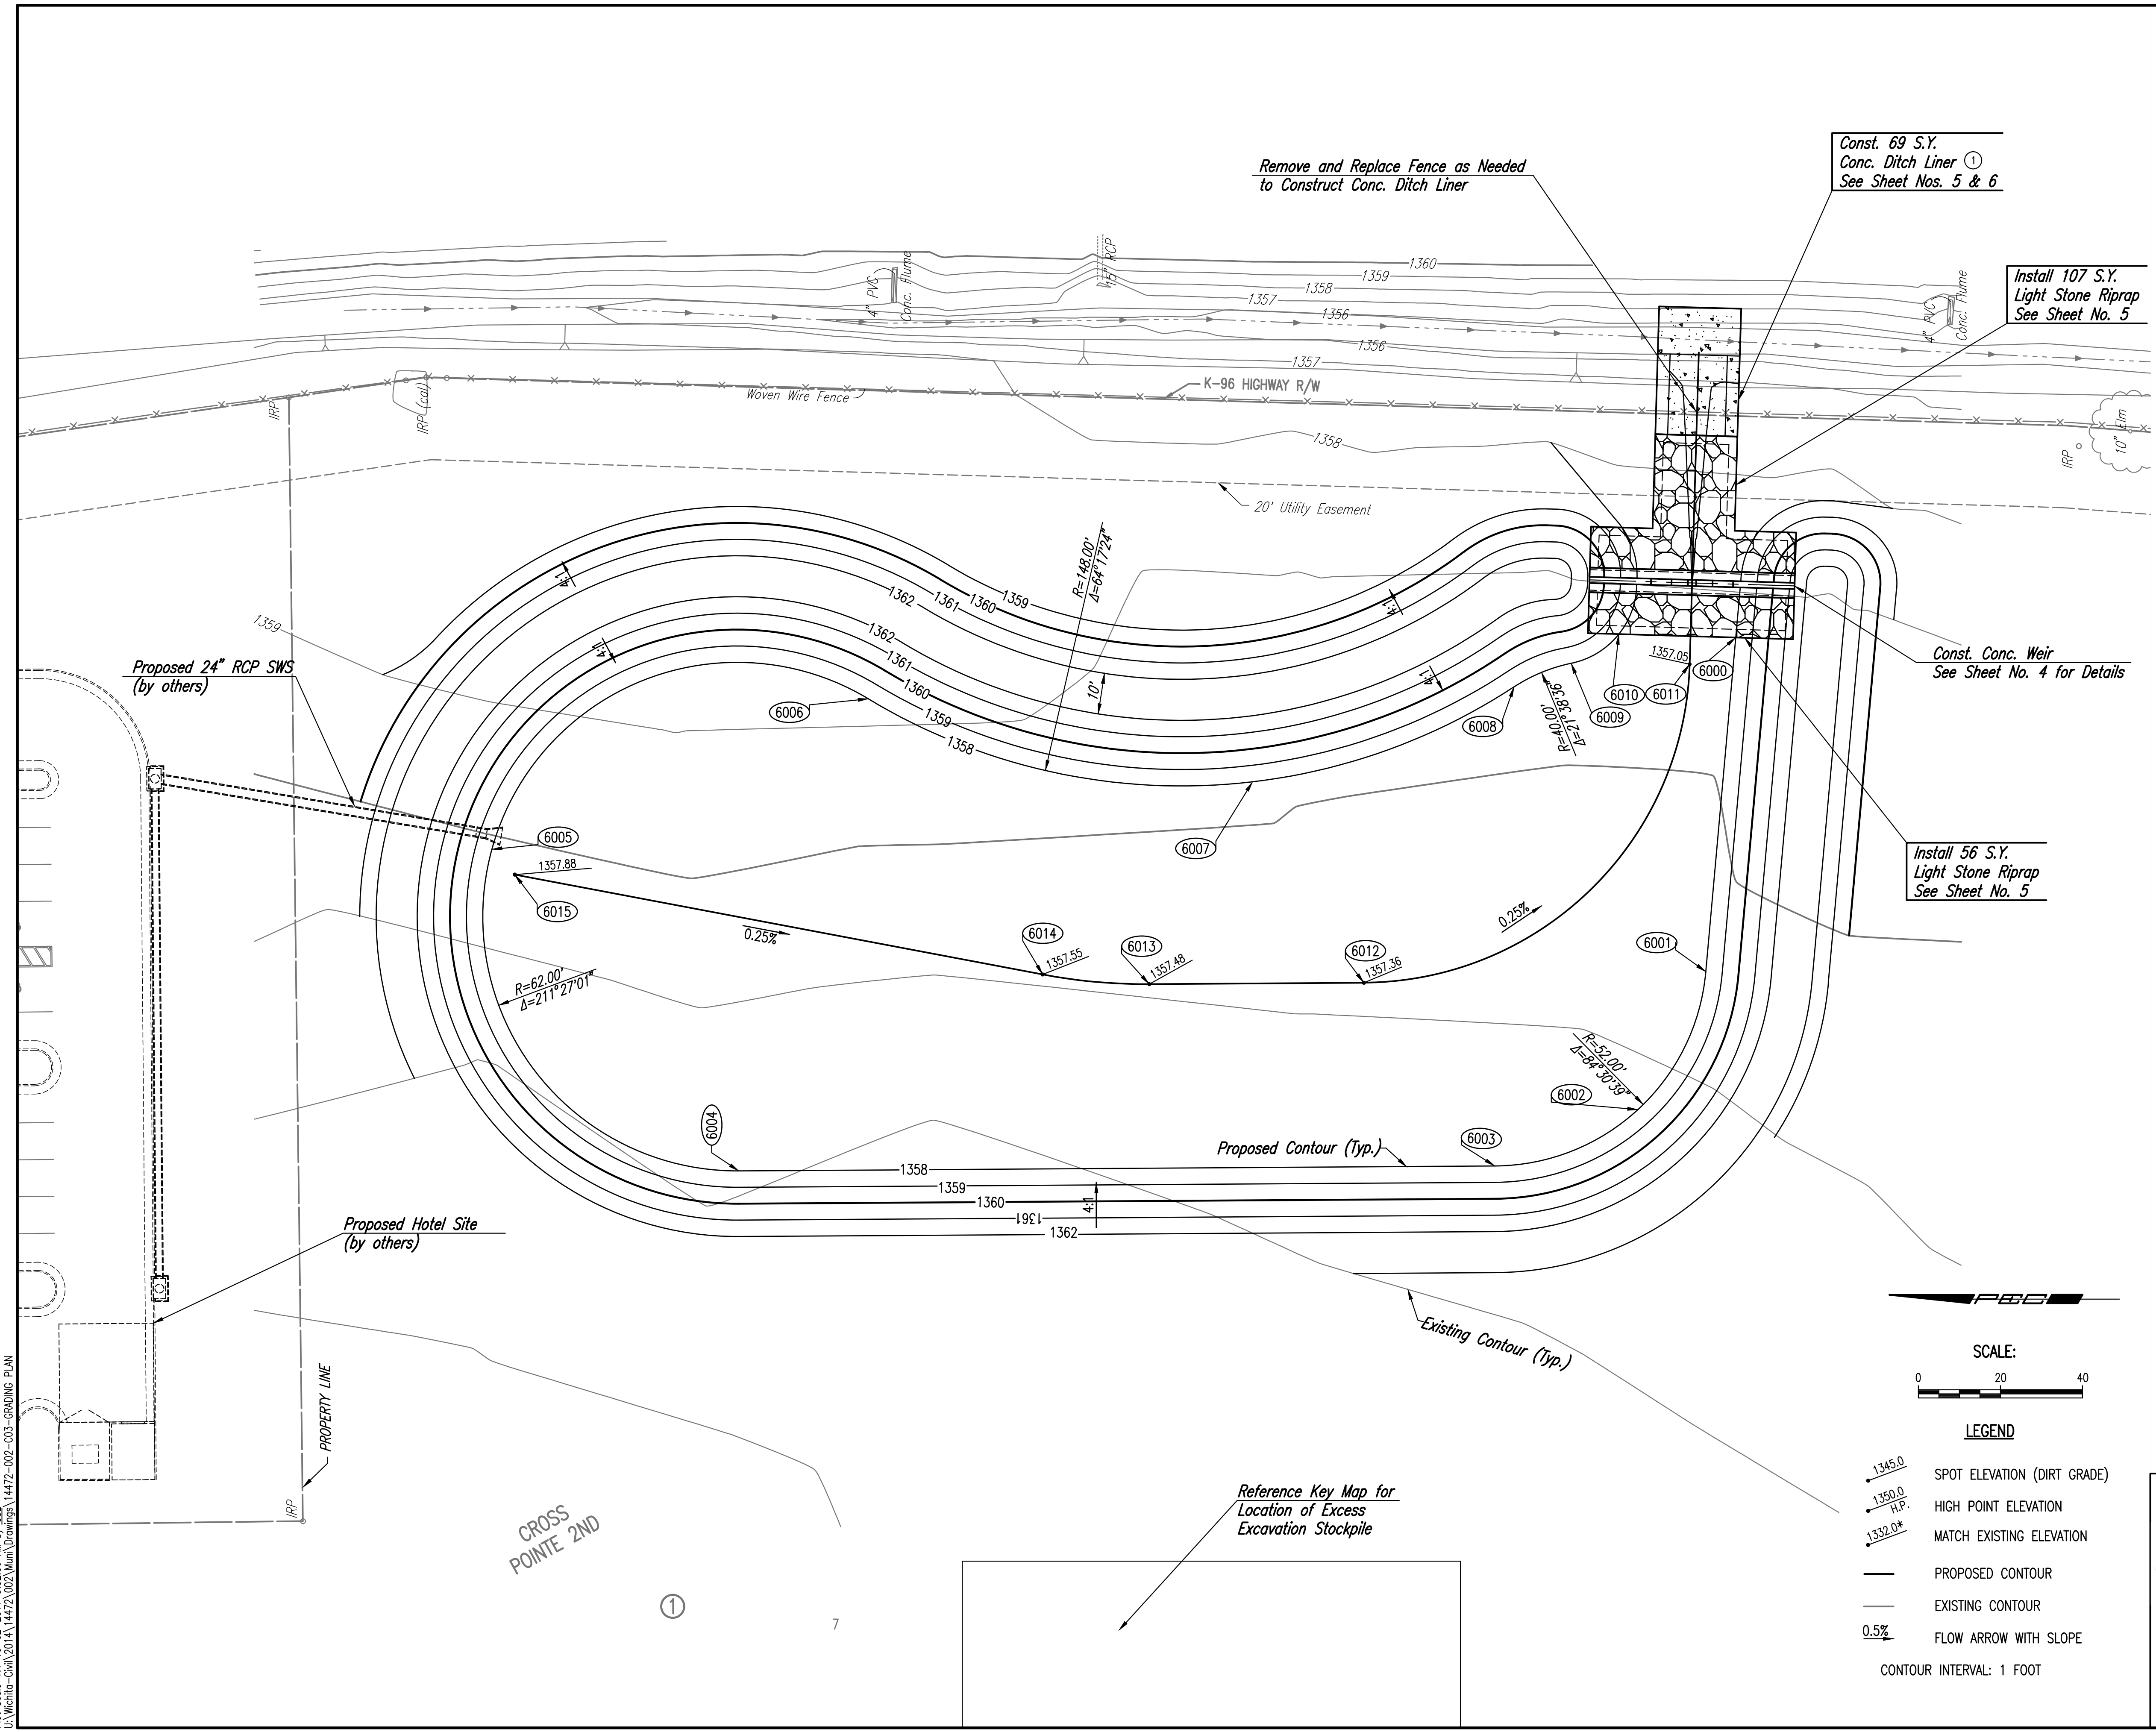 Remove and Replace Fence as Needed
to Construct Conc. Ditch Liner
Const. 69 S.Y.
Conc. Ditch Liner 1
See Sheet Nos. 5 & 6
Install 107 S.Y.
Light Stone Riprap
See Sheet No. 5
4" PVC
Conc. Flume
15" RCP
1360
1359
1358
1357
1356
1356
1357
4" PVC
Conc. Flume
K-96 HIGHWAY R/W
Woven Wire Fence
IRP
IRP (cal)
1358
IRP
10" Elm
20' Utility Easement
R=148.00'
Δ=64°17'24"
4:1
1362
1361
1360
1359
4:1
1359
4:1
1362
1361
1360
1359
1358
10'
4:1
1357.05
6000
6010
6011
6009
6008
R=40.00'
Δ=21°38'36"
6006
6007
Const. Conc. Weir
See Sheet No. 4 for Details
Proposed 24" RCP SWS
(by others)
6005
1357.88
6015
0.25%
6014
1357.55
6013
1357.48
6012
1357.36
0.25%
6001
Install 56 S.Y.
Light Stone Riprap
See Sheet No. 5
R=62.00'
Δ=211°27'01"
R=52.00'
Δ=84°30'39"
6002
6004
6003
Proposed Contour (Typ.)
1358
1359
1360
1361
1362
4:1
Proposed Hotel Site
(by others)
Existing Contour (Typ.)
PROPERTY LINE
IRP
CROSS
POINTE 2ND
1
7
Reference Key Map for
Location of Excess
Excavation Stockpile
PEC
SCALE:
0 20 40
LEGEND
1345.0 SPOT ELEVATION (DIRT GRADE)
1350.0 H.P. HIGH POINT ELEVATION
1332.0* MATCH EXISTING ELEVATION
PROPOSED CONTOUR
EXISTING CONTOUR
0.5% FLOW ARROW WITH SLOPE
CONTOUR INTERVAL: 1 FOOT
U:\Wichita-Civil\2014\14472\002\Muni\Drawings\14472-002-C03-GRADING PLAN